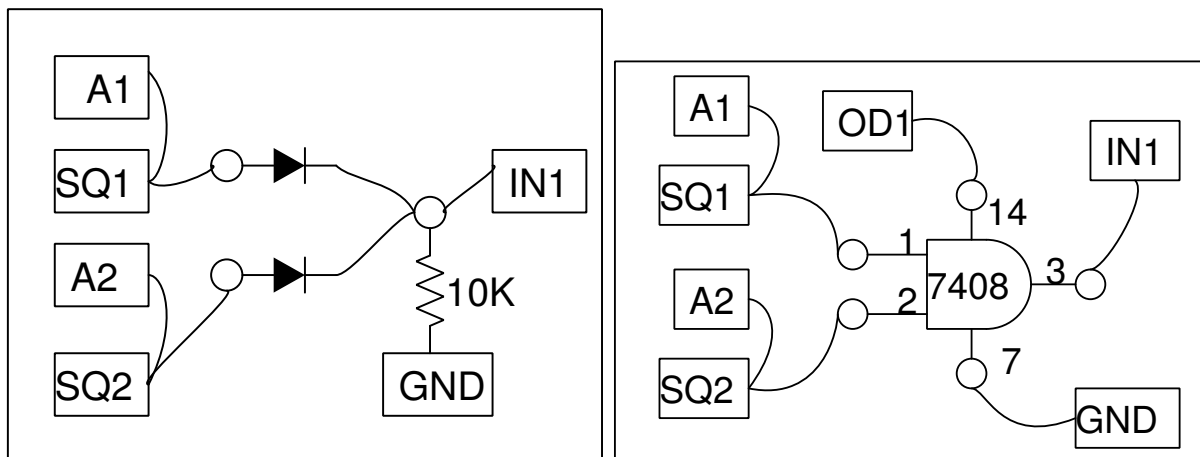 A1
SQ1
A2
SQ2
10K
GND
IN1
A1
SQ1
A2
SQ2
OD1
14
1
2
7408
3
7
IN1
GND